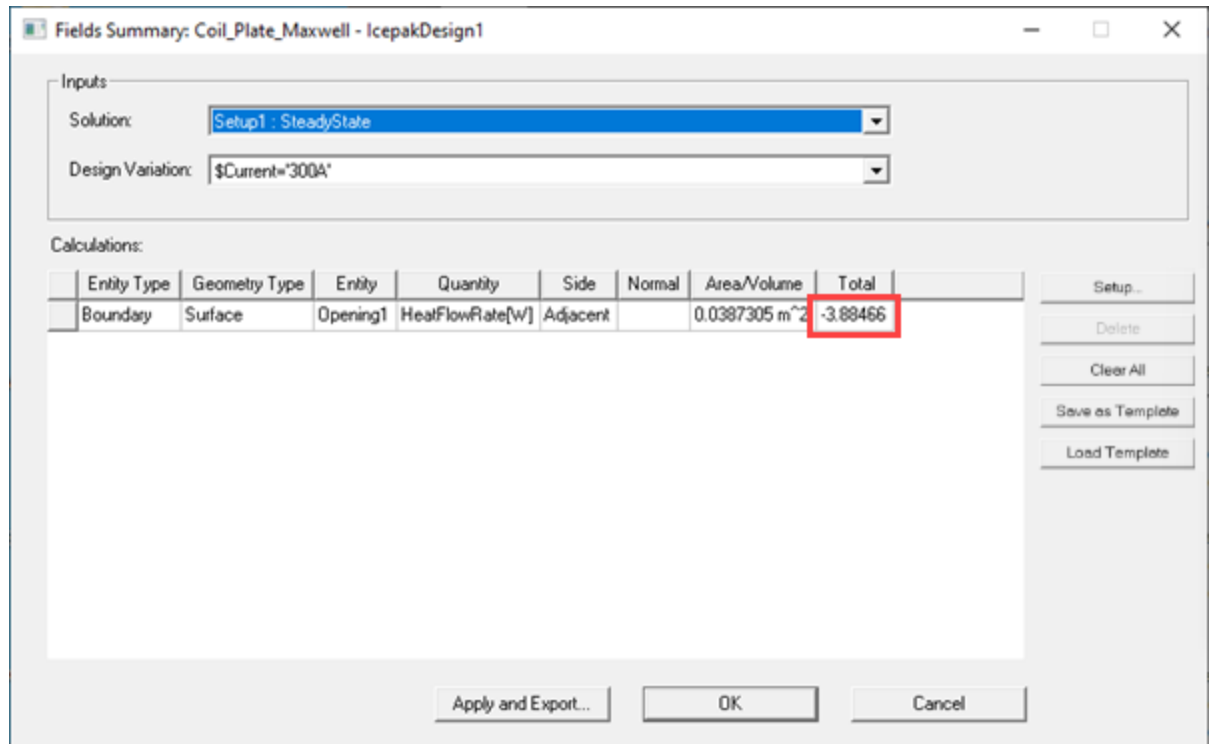 Fields Summary: Coil_Plate_Maxwell - IcepakDesign1
Inputs
Solution: Setup1 : SteadyState
Design Variation: $Current='300A'
Calculations:
Entity Type Geometry Type Entity Quantity Side Normal Area/Volume Total
Boundary Surface Opening1 HeatFlowRate[W] Adjacent 0.0387305 m^2 -3.88466
Setup...
Delete
Clear All
Save as Template
Load Template
Apply and Export... OK Cancel